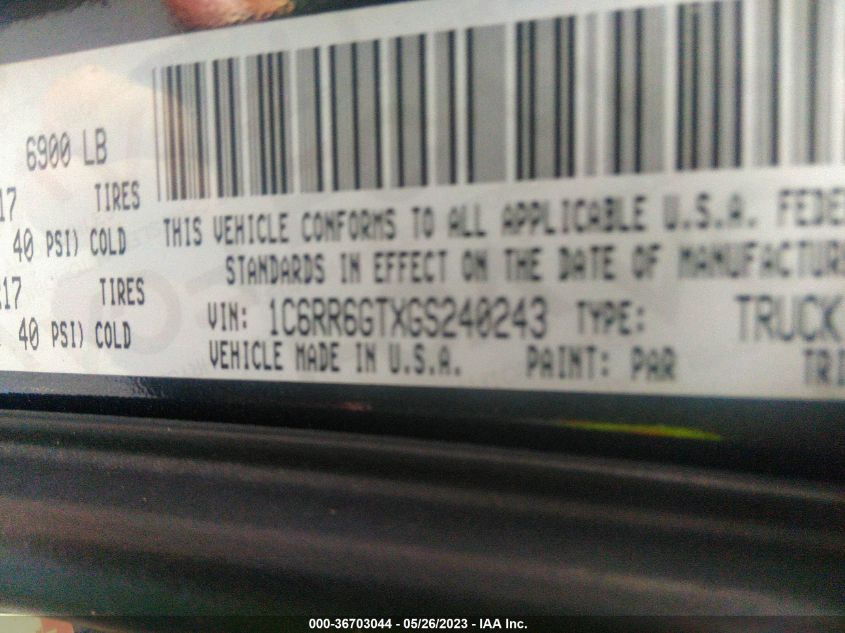 6900 LB
17 TIRES
40 PSI) COLD
17 TIRES
40 PSI) COLD
THIS VEHICLE CONFORMS TO ALL APPLICABLE U.S.A. FEDE
STANDARDS IN EFFECT ON THE DATE OF MANUFACTUR
VIN: 1C6RR6GTXGS240243 TYPE: TRUCK
VEHICLE MADE IN U.S.A. PAINT: PAR TRI
000-36703044 - 05/26/2023 - IAA Inc.